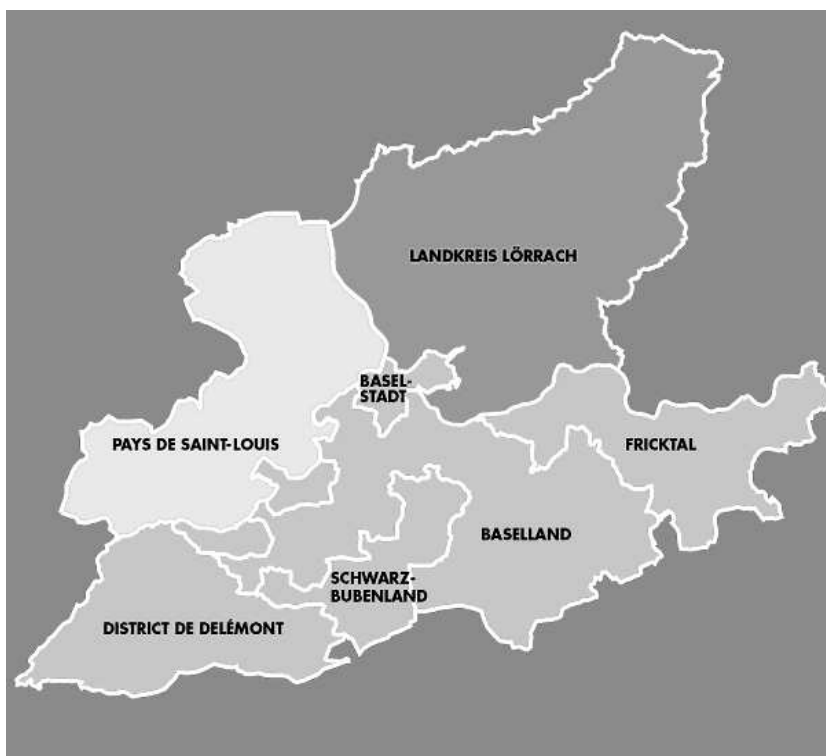 LANDKREIS LÖRRACH
BASEL-
STADT
PAYS DE SAINT-LOUIS
FRICKTAL
BASELLAND
SCHWARZ-
BUBENLAND
DISTRICT DE DELÉMONT